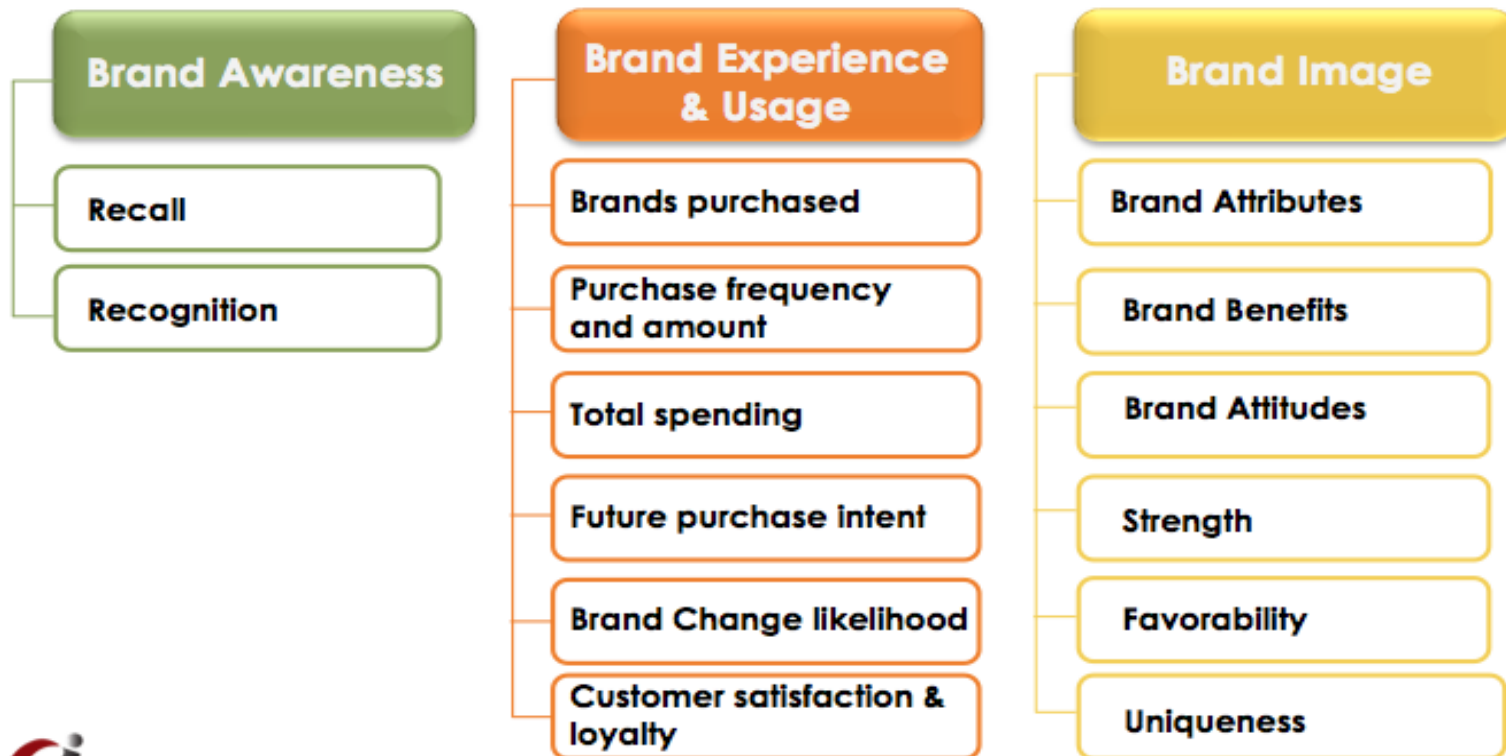 Brand Awareness
Recall
Recognition
Brand Experience
& Usage
Brands purchased
Purchase frequency
and amount
Total spending
Future purchase intent
Brand Change likelihood
Customer satisfaction &
loyalty
Brand Image
Brand Attributes
Brand Benefits
Brand Attitudes
Strength
Favorability
Uniqueness